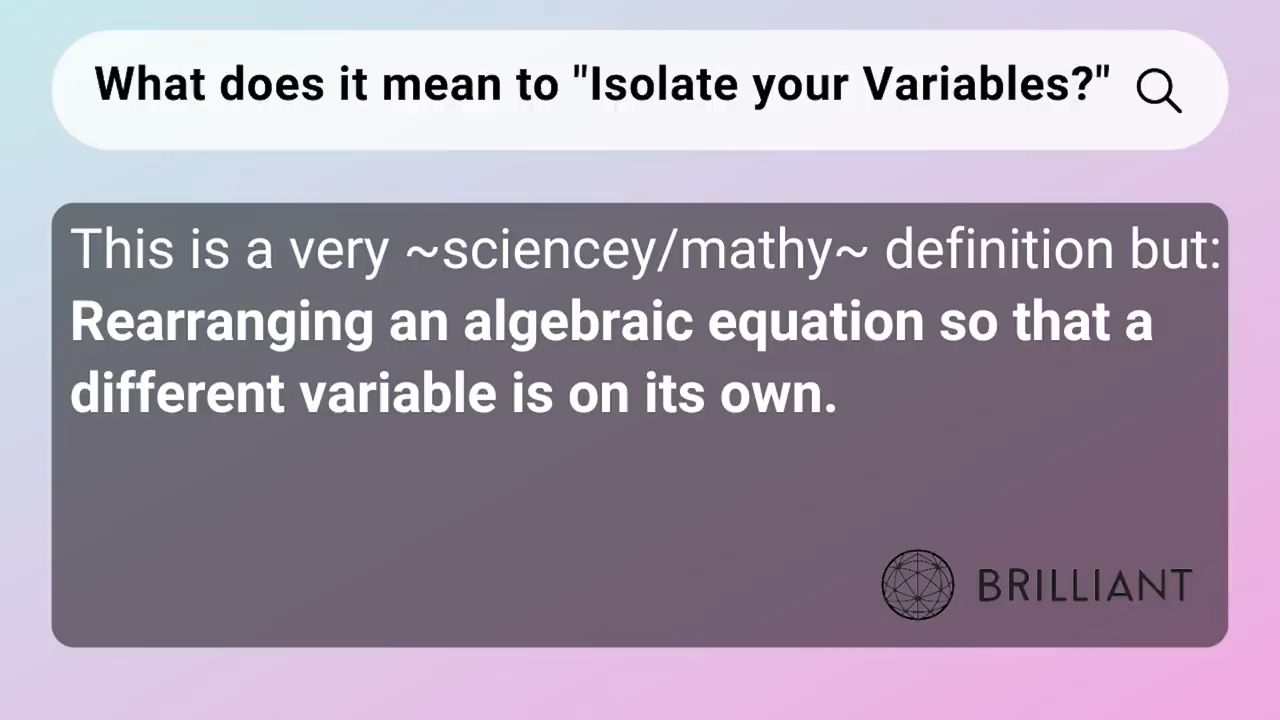 What does it mean to "Isolate your Variables?"
This is a very ~sciencey/mathy~ definition but:
Rearranging an algebraic equation so that a
different variable is on its own.
BRILLIANT